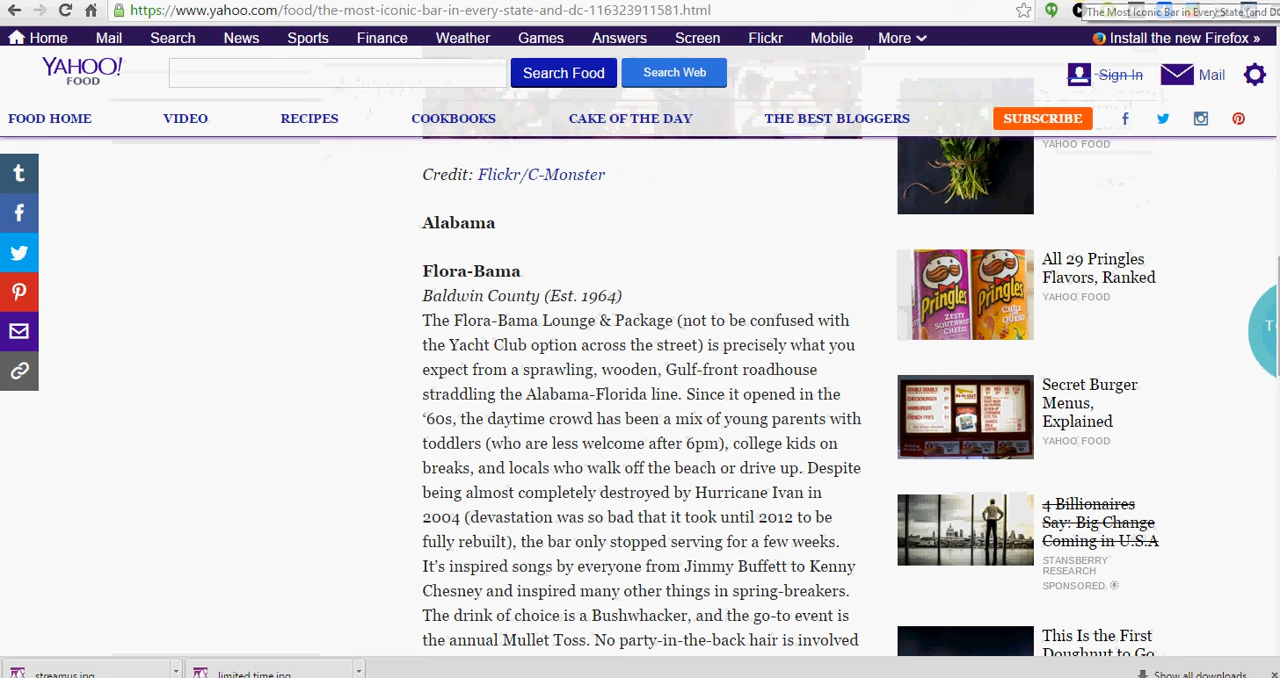 https://www.yahoo.com/food/the-most-iconic-bar-in-every-state-and-dc-116323911581.html
The Most Iconic Bar in Every State (and DC
Home Mail Search News Sports Finance Weather Games Answers Screen Flickr Mobile More Install the new Firefox »
YAHOO!
FOOD
Search Food Search Web Sign In Mail
FOOD HOME VIDEO RECIPES COOKBOOKS CAKE OF THE DAY THE BEST BLOGGERS SUBSCRIBE
Credit: Flickr/C-Monster
Alabama
Flora-Bama
Baldwin County (Est. 1964)
The Flora-Bama Lounge & Package (not to be confused with
the Yacht Club option across the street) is precisely what you
expect from a sprawling, wooden, Gulf-front roadhouse
straddling the Alabama-Florida line. Since it opened in the
‘60s, the daytime crowd has been a mix of young parents with
toddlers (who are less welcome after 6pm), college kids on
breaks, and locals who walk off the beach or drive up. Despite
being almost completely destroyed by Hurricane Ivan in
2004 (devastation was so bad that it took until 2012 to be
fully rebuilt), the bar only stopped serving for a few weeks.
It’s inspired songs by everyone from Jimmy Buffett to Kenny
Chesney and inspired many other things in spring-breakers.
The drink of choice is a Bushwhacker, and the go-to event is
the annual Mullet Toss. No party-in-the-back hair is involved
YAHOO FOOD
Pringles Pringles
All 29 Pringles
Flavors, Ranked
YAHOO FOOD
Secret Burger
Menus,
Explained
YAHOO FOOD
4 Billionaires
Say: Big Change
Coming in U.S.A
STANSBERRY
RESEARCH
SPONSORED
This Is the First
Doughnut to Go
T
streamus.jpg limited time.jpg Show all downloads